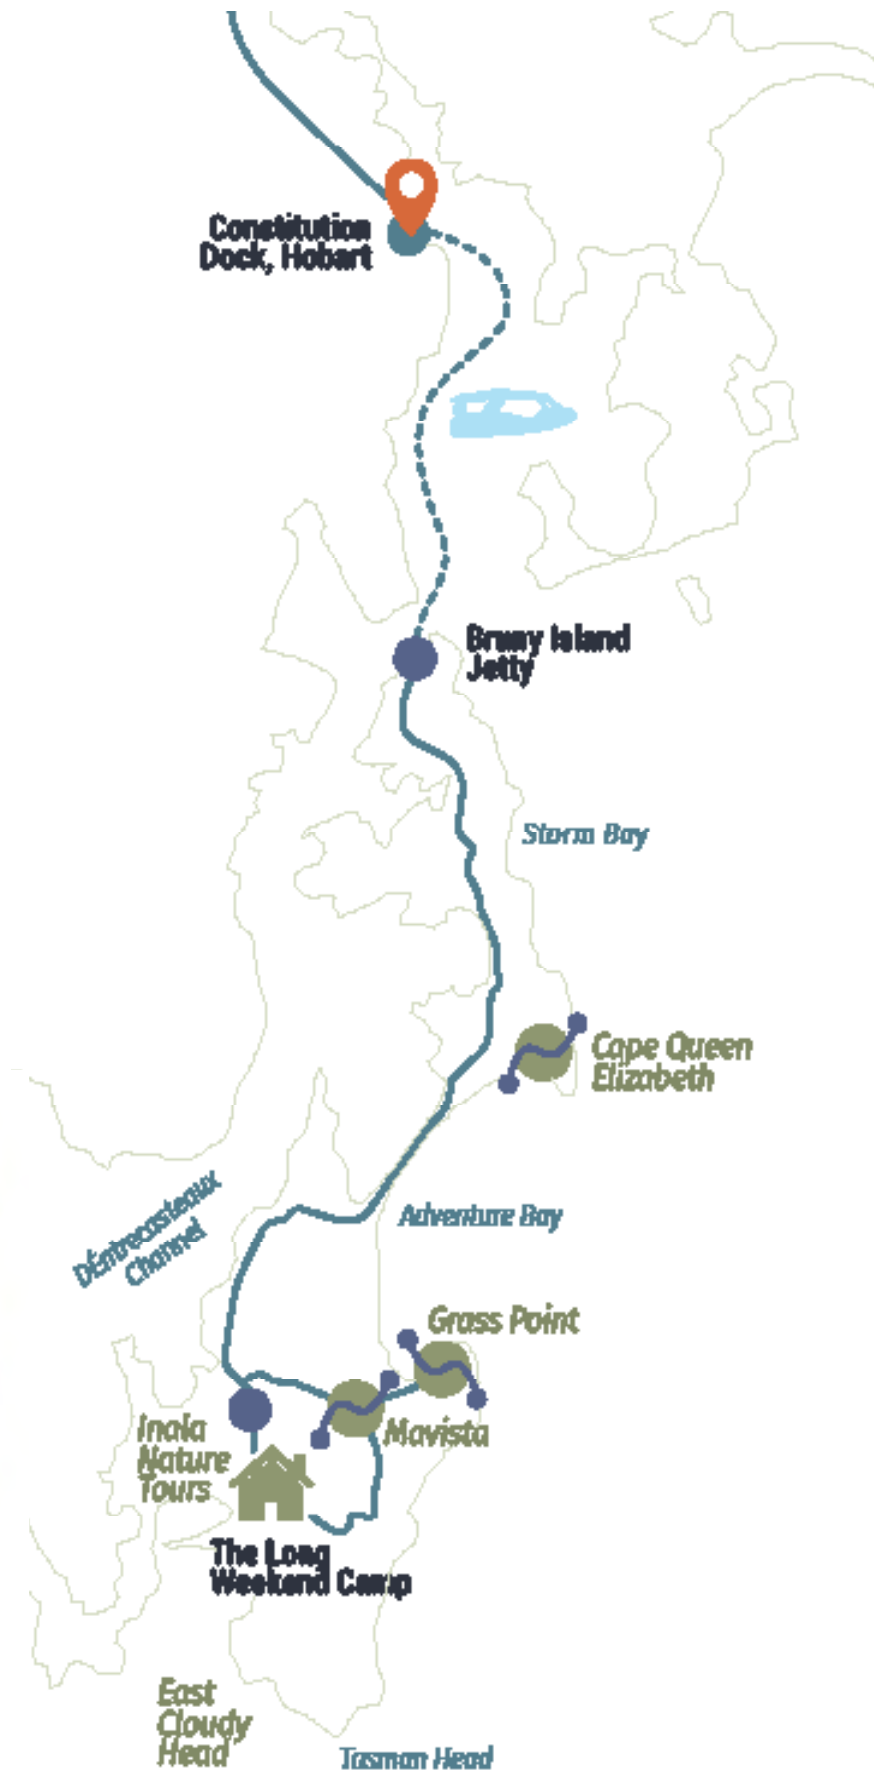 Constitution
Dock, Hobart
Bruny Island
Jetty
Storm Bay
Cape Queen
Elizabeth
DÉntrecasteaux
Channel
Adventure Bay
Grass Point
Mavista
Inala
Nature
Tours
The Long
Weekend Camp
East
Cloudy
Head
Tasman Head